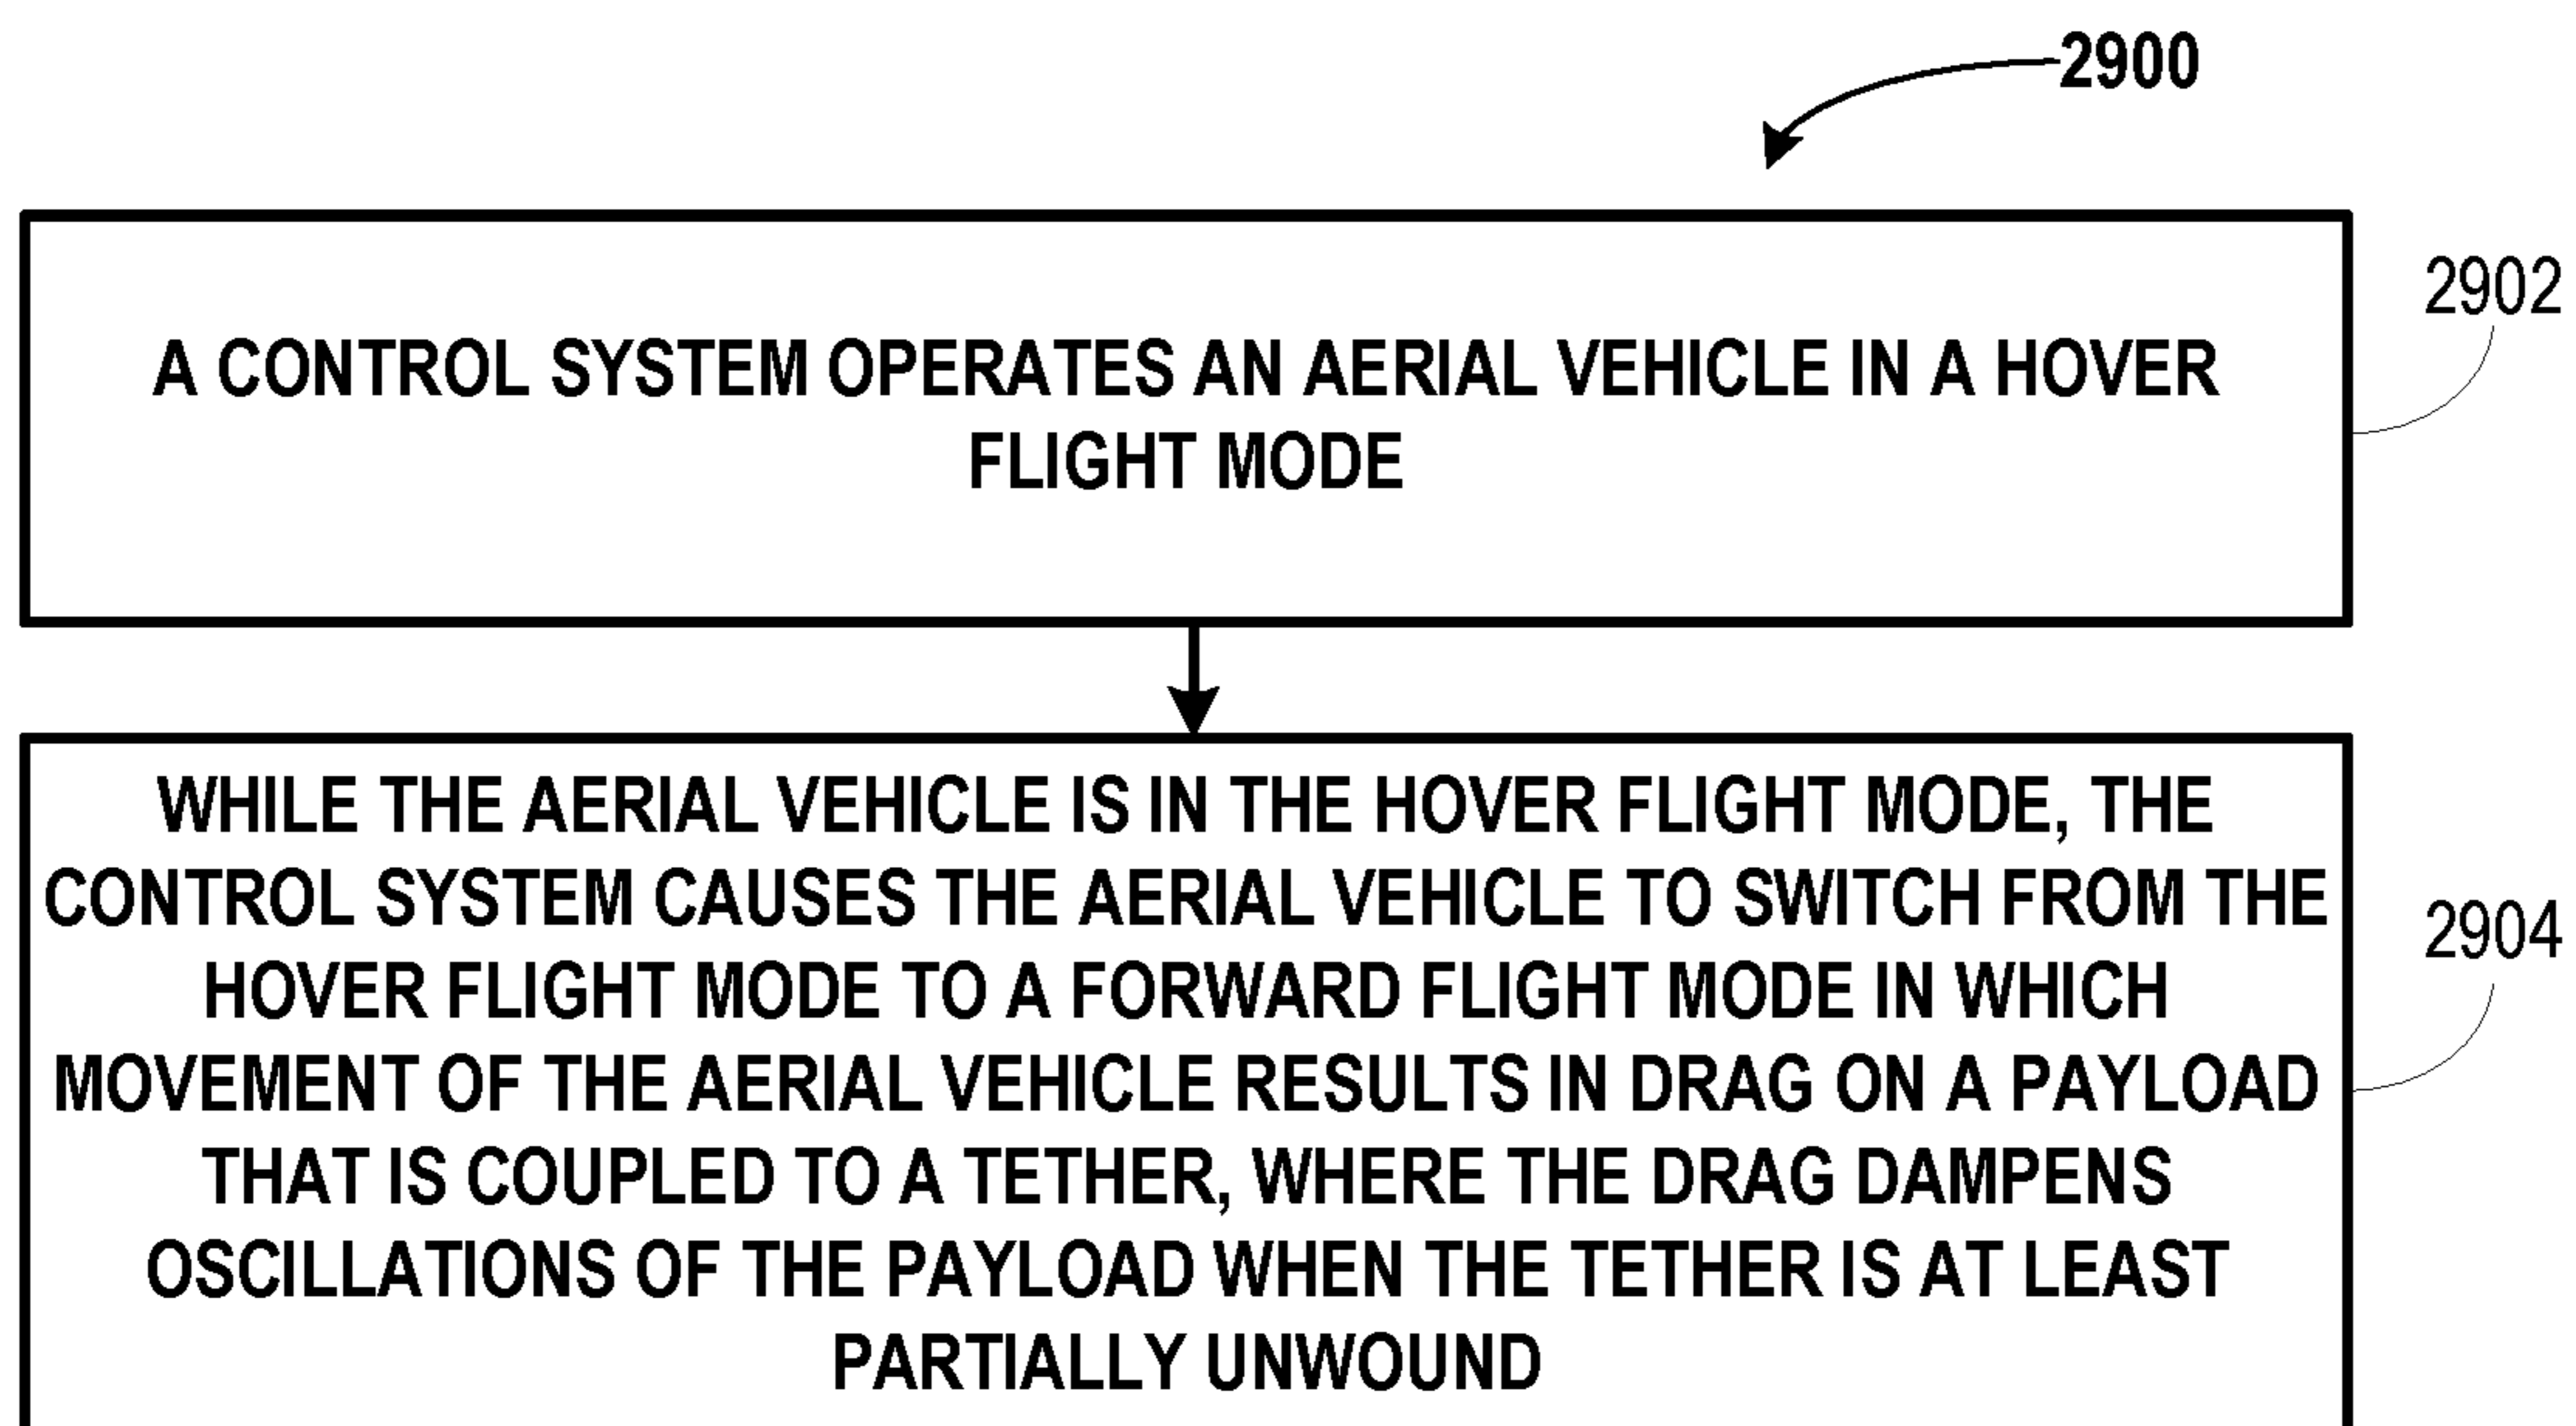 2900
A CONTROL SYSTEM OPERATES AN AERIAL VEHICLE IN A HOVER
FLIGHT MODE
2902
WHILE THE AERIAL VEHICLE IS IN THE HOVER FLIGHT MODE, THE
CONTROL SYSTEM CAUSES THE AERIAL VEHICLE TO SWITCH FROM THE
HOVER FLIGHT MODE TO A FORWARD FLIGHT MODE IN WHICH
MOVEMENT OF THE AERIAL VEHICLE RESULTS IN DRAG ON A PAYLOAD
THAT IS COUPLED TO A TETHER, WHERE THE DRAG DAMPENS
OSCILLATIONS OF THE PAYLOAD WHEN THE TETHER IS AT LEAST
PARTIALLY UNWOUND
2904